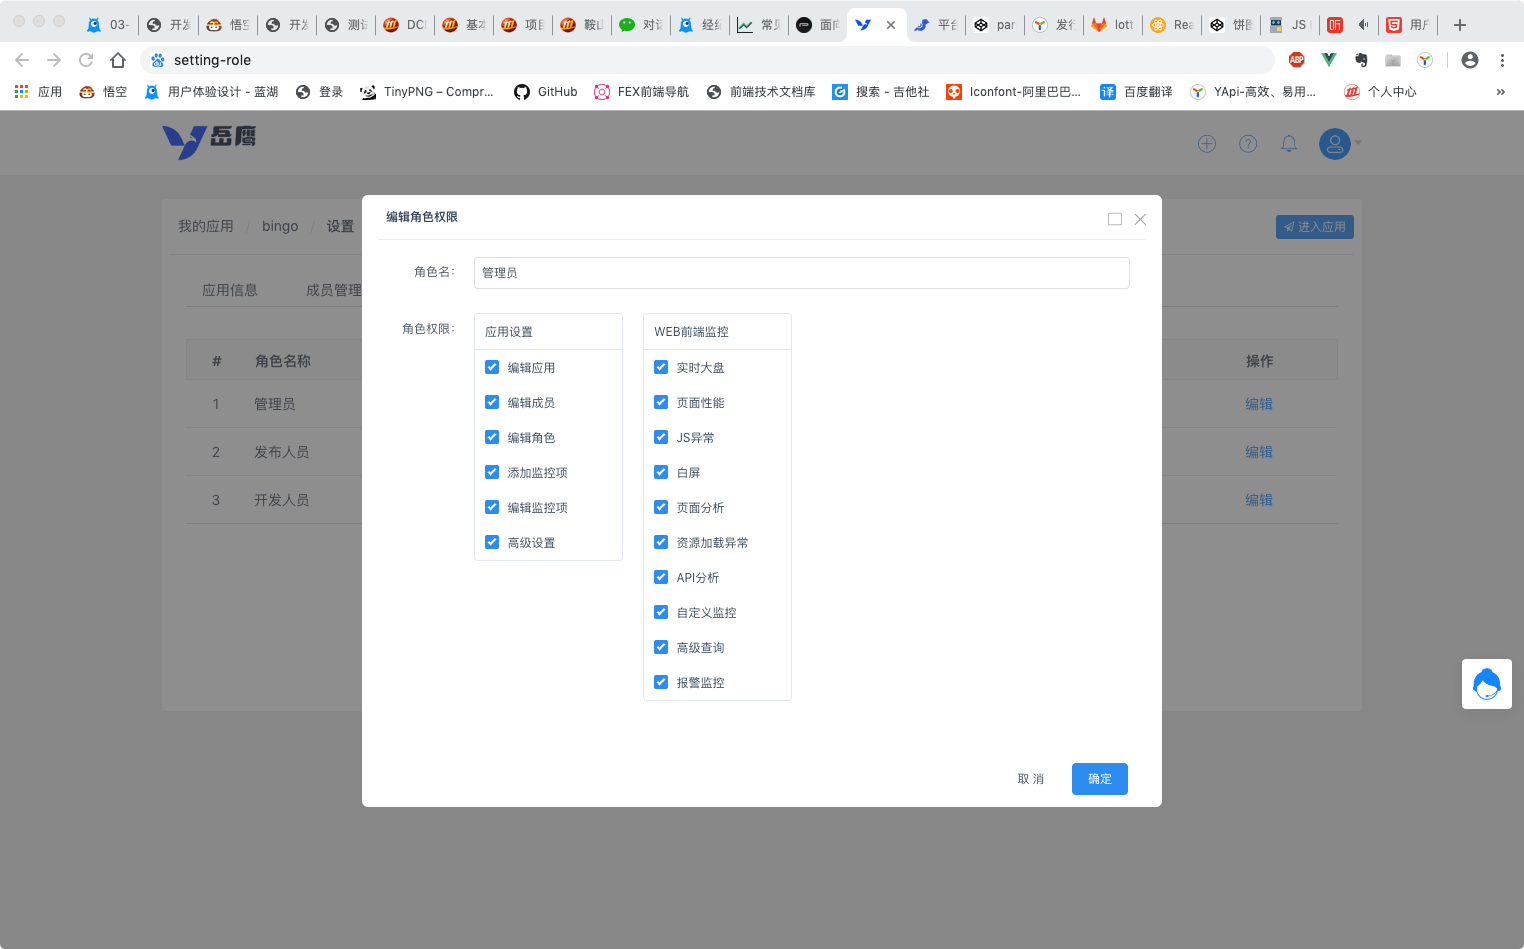 03- 开发 悟空 开发 测试 DCI 基本 项目 鞍山 对话 经纬 常见 面向 平台 par 发行 lott Rea 饼图 JS 用户
setting-role
应用 悟空 用户体验设计 - 蓝湖 登录 TinyPNG – Compr... GitHub FEX前端导航 前端技术文档库 搜索 - 吉他社 Iconfont-阿里巴巴... 百度翻译 YApi-高效、易用... 个人中心 »
岳鹰
我的应用 / bingo / 设置
进入应用
应用信息 成员管理
# 角色名称 操作
1 管理员 编辑
2 发布人员 编辑
3 开发人员 编辑
编辑角色权限
角色名: 管理员
角色权限:
应用设置
编辑应用
编辑成员
编辑角色
添加监控项
编辑监控项
高级设置
WEB前端监控
实时大盘
页面性能
JS异常
白屏
页面分析
资源加载异常
API分析
自定义监控
高级查询
报警监控
取 消 确定